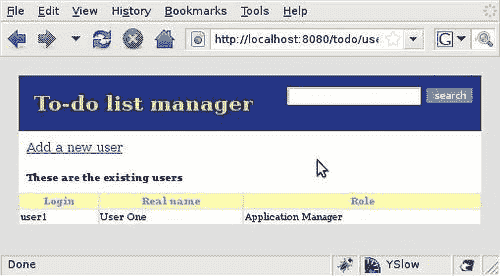 File Edit View History Bookmarks Tools Help
http://localhost:8080/todo/use
G
To-do list manager
search
Add a new user
These are the existing users
Login Real name Role
user1 User One Application Manager
Done YSlow